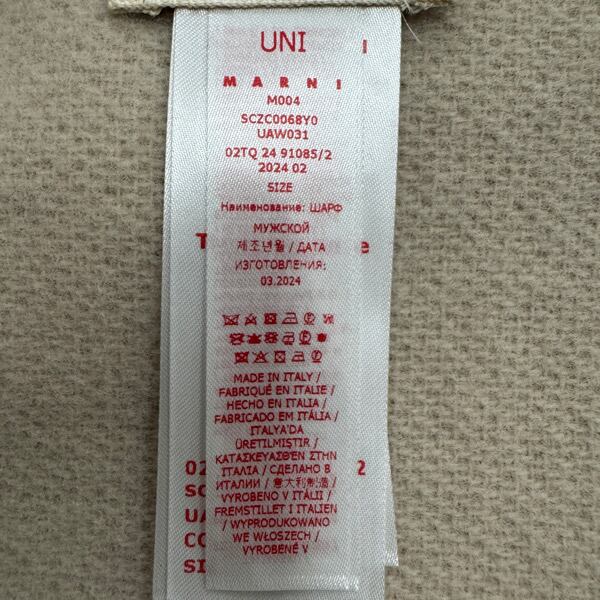 UNI
MARNI
M004
SCZC0068Y0
UAW031
02TQ 24 91085/2
2024 02
SIZE
Наименование: ШАРФ
МУЖСКОЙ
제조년월 / ДАТА
ИЗГОТОВЛЕНИЯ:
03.2024
MADE IN ITALY /
FABRIQUÉ EN ITALIE /
HECHO EN ITALIA /
FABRICADO EM ITÁLIA /
ITALYA'DA
ÜRETILMIŞTIR /
ΚΑΤΑΣΚΕΥΑΣΘΕΝ ΣΤΗΝ
ΙΤΑΛΙΑ / СДЕЛАНО В
ИТАЛИИ / 意大利制造 /
VYROBENO V ITÁLII /
FREMSTILLET I ITALIEN
/ WYPRODUKOWANO
WE WŁOSZECH /
VYROBENÉ V